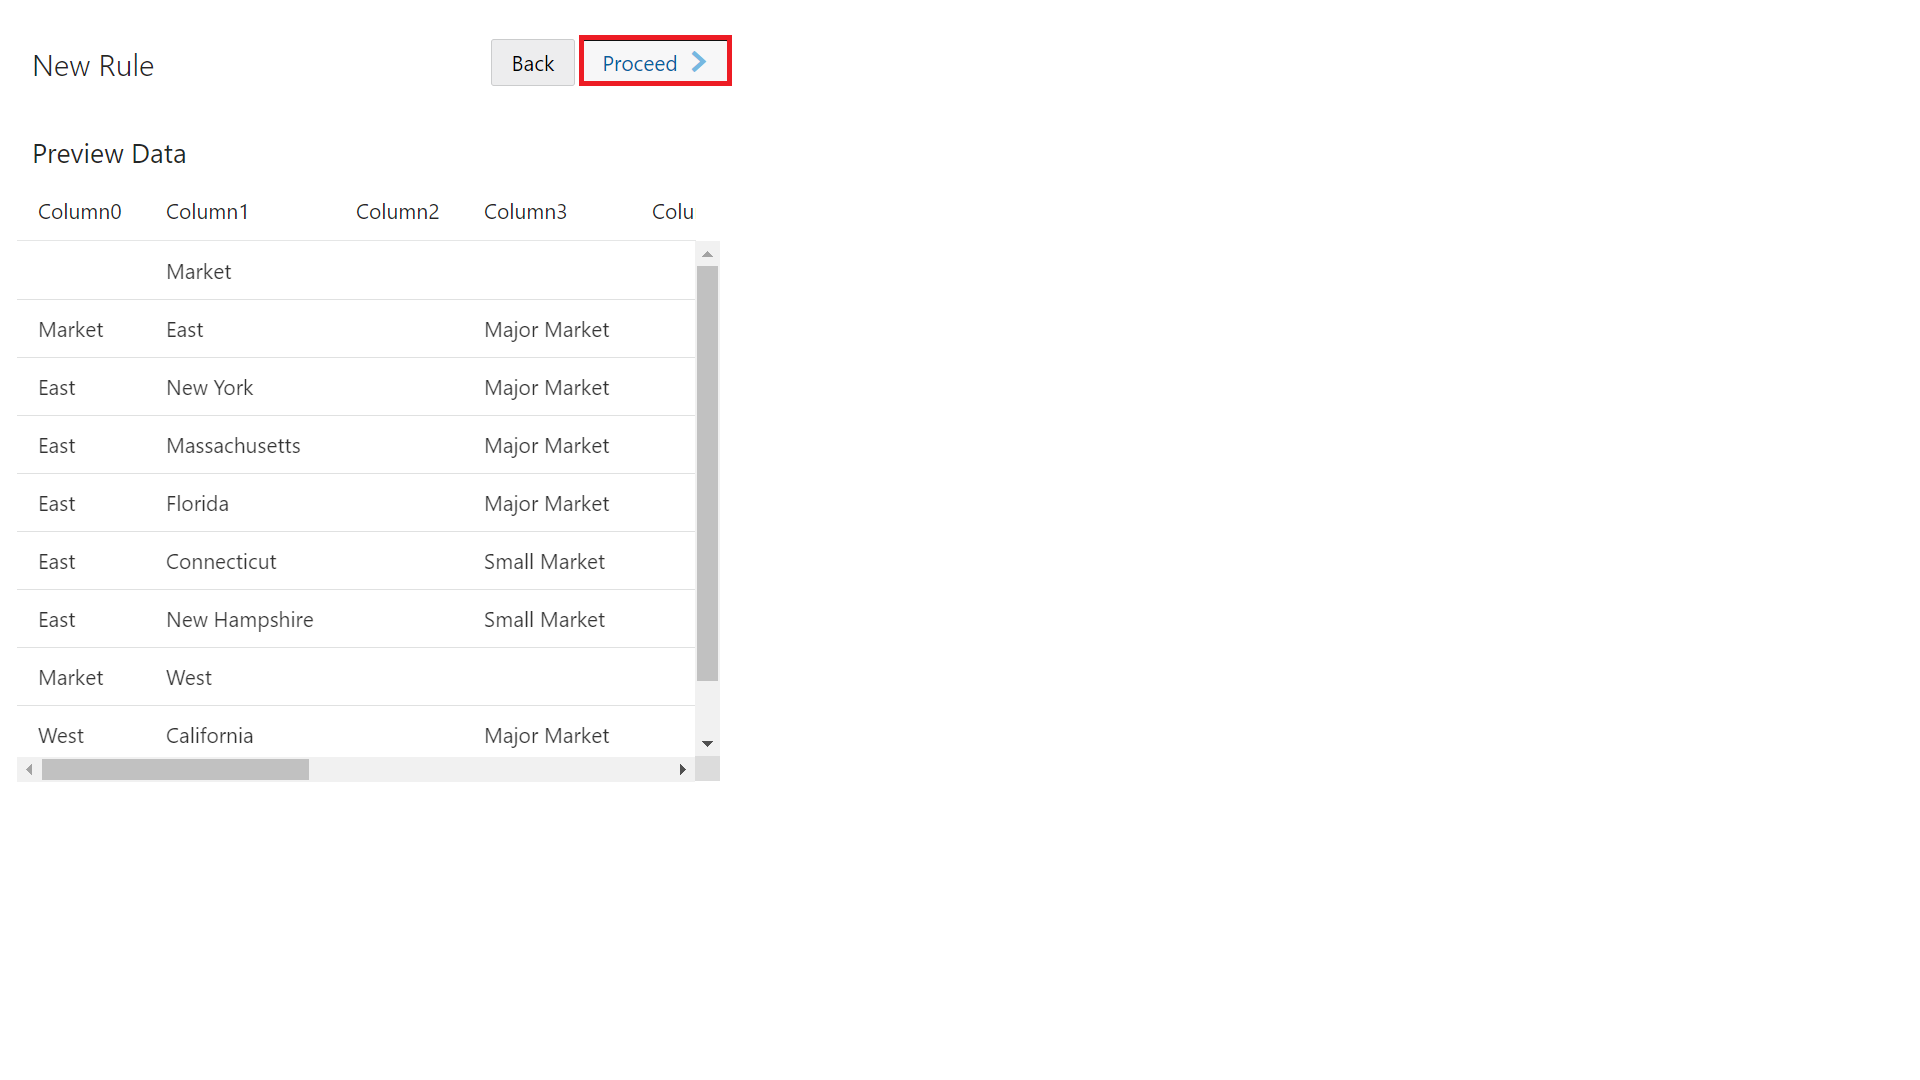 New Rule
Back
Proceed
Preview Data
Column0 Column1 Column2 Column3 Colu
Market
Market East Major Market
East New York Major Market
East Massachusetts Major Market
East Florida Major Market
East Connecticut Small Market
East New Hampshire Small Market
Market West
West California Major Market